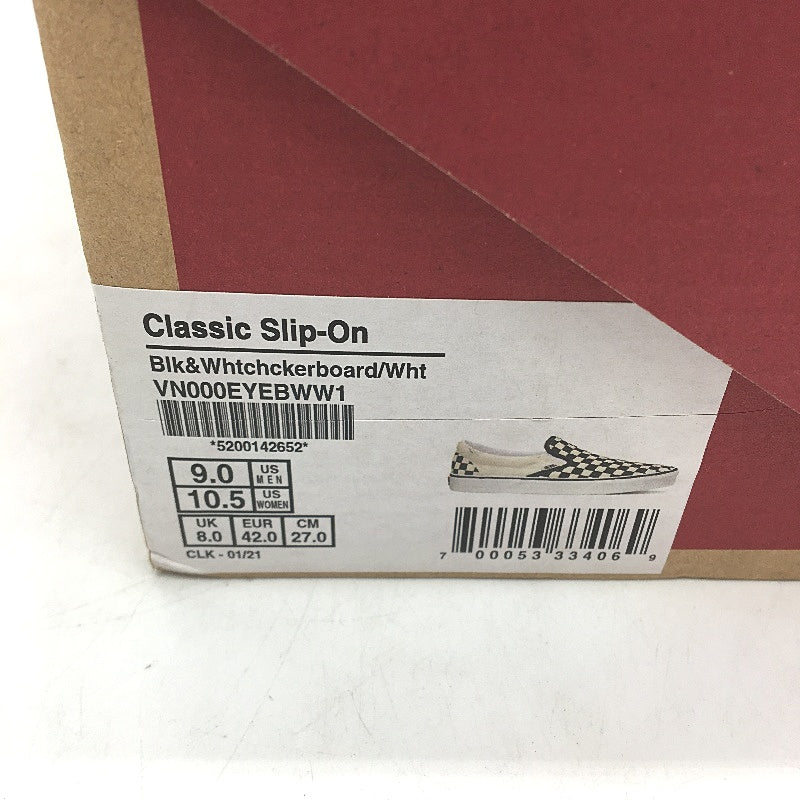 Classic Slip-On
Blk&Whtchckerboard/Wht
VN000EYEBWW1
*5200142652*
9.0 US MEN
10.5 US WOMEN
UK EUR CM
8.0 42.0 27.0
CLK - 01/21
7 00053 33406 9